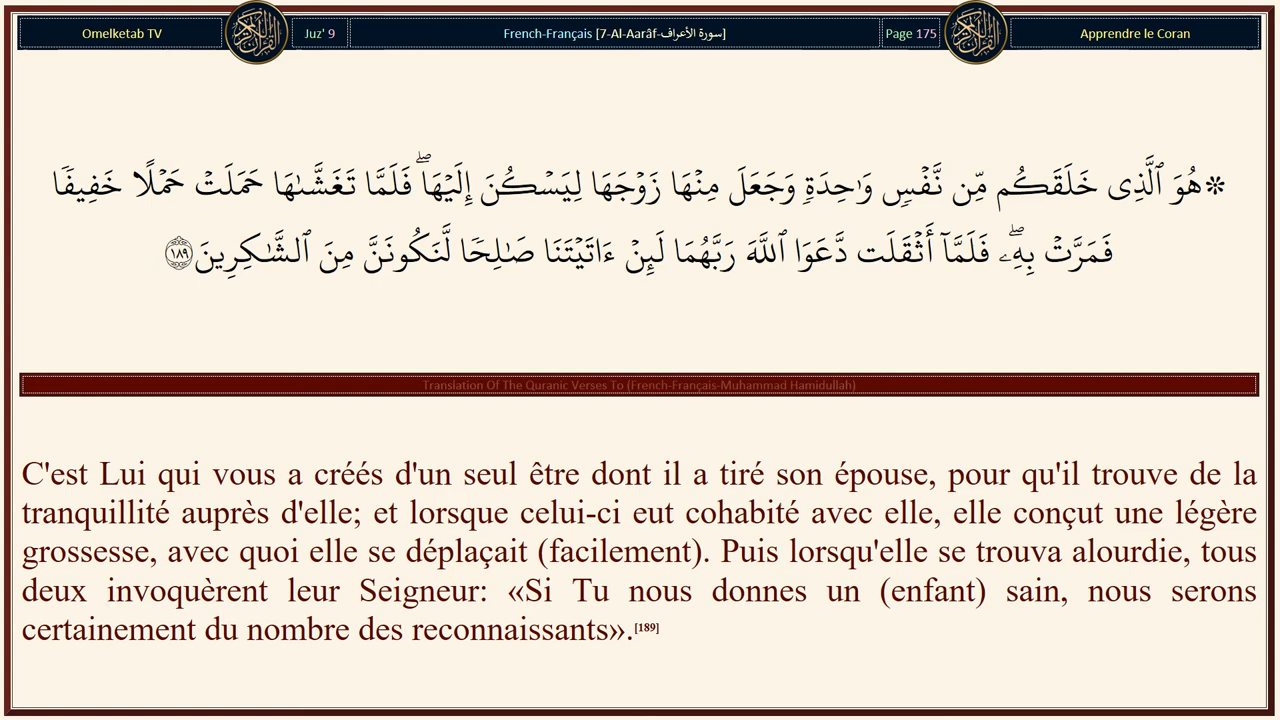 Omelketab TV
Juz' 9
French-Français [7-Al-Aarâf-سورة الأعراف]
Page 175
Apprendre le Coran
۞هُوَ ٱلَّذِى خَلَقَكُم مِّن نَّفْسٍ وَٰحِدَةٍ وَجَعَلَ مِنْهَا زَوْجَهَا لِيَسْكُنَ إِلَيْهَا ۖ فَلَمَّا تَغَشَّىٰهَا حَمَلَتْ حَمْلًا خَفِيفًا
فَمَرَّتْ بِهِۦ ۖ فَلَمَّآ أَثْقَلَت دَّعَوَا ٱللَّهَ رَبَّهُمَا لَئِنْ ءَاتَيْتَنَا صَٰلِحًا لَّنَكُونَنَّ مِنَ ٱلشَّٰكِرِينَ ١٨٩
Translation Of The Quranic Verses To (French-Français-Muhammad Hamidullah)
C'est Lui qui vous a créés d'un seul être dont il a tiré son épouse, pour qu'il trouve de la
tranquillité auprès d'elle; et lorsque celui-ci eut cohabité avec elle, elle conçut une légère
grossesse, avec quoi elle se déplaçait (facilement). Puis lorsqu'elle se trouva alourdie, tous
deux invoquèrent leur Seigneur: «Si Tu nous donnes un (enfant) sain, nous serons
certainement du nombre des reconnaissants».[189]